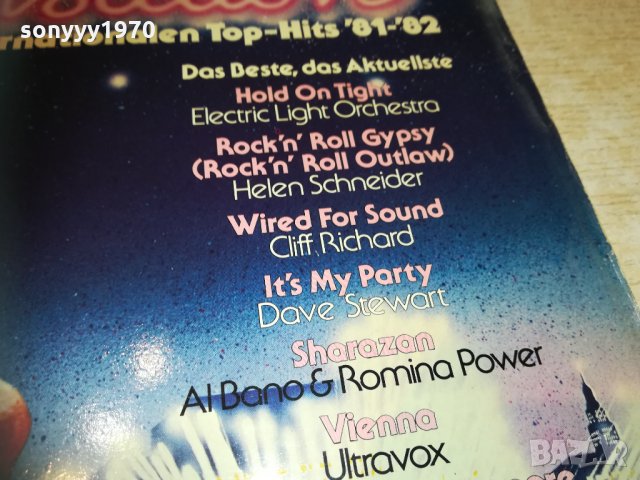 sonyyy1970
rnationalen Top-Hits '81-'82
Das Beste, das Aktuellste
Hold On Tight
Electric Light Orchestra
Rock'n' Roll Gypsy
(Rock'n' Roll Outlaw)
Helen Schneider
Wired For Sound
Cliff Richard
It's My Party
Dave Stewart
Sharazan
Al Bano & Romina Power
Vienna
Ultravox
BAZAR